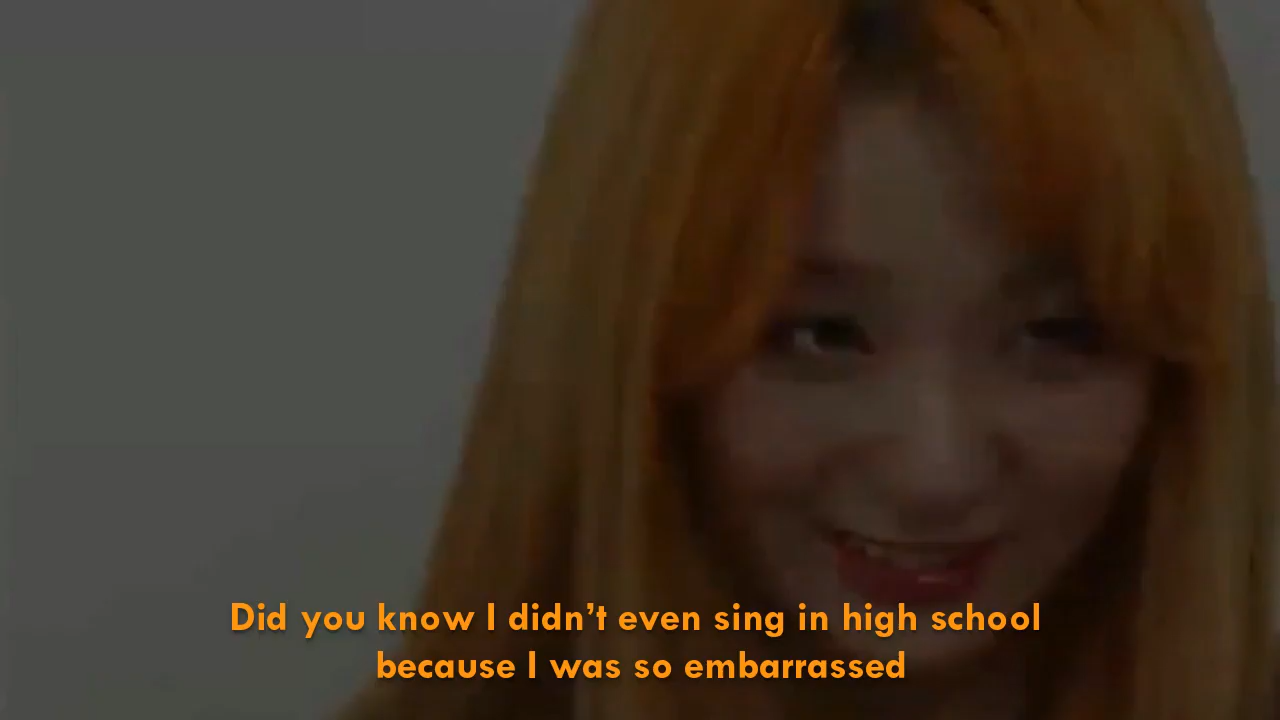 Did you know I didn’t even sing in high school
because I was so embarrassed